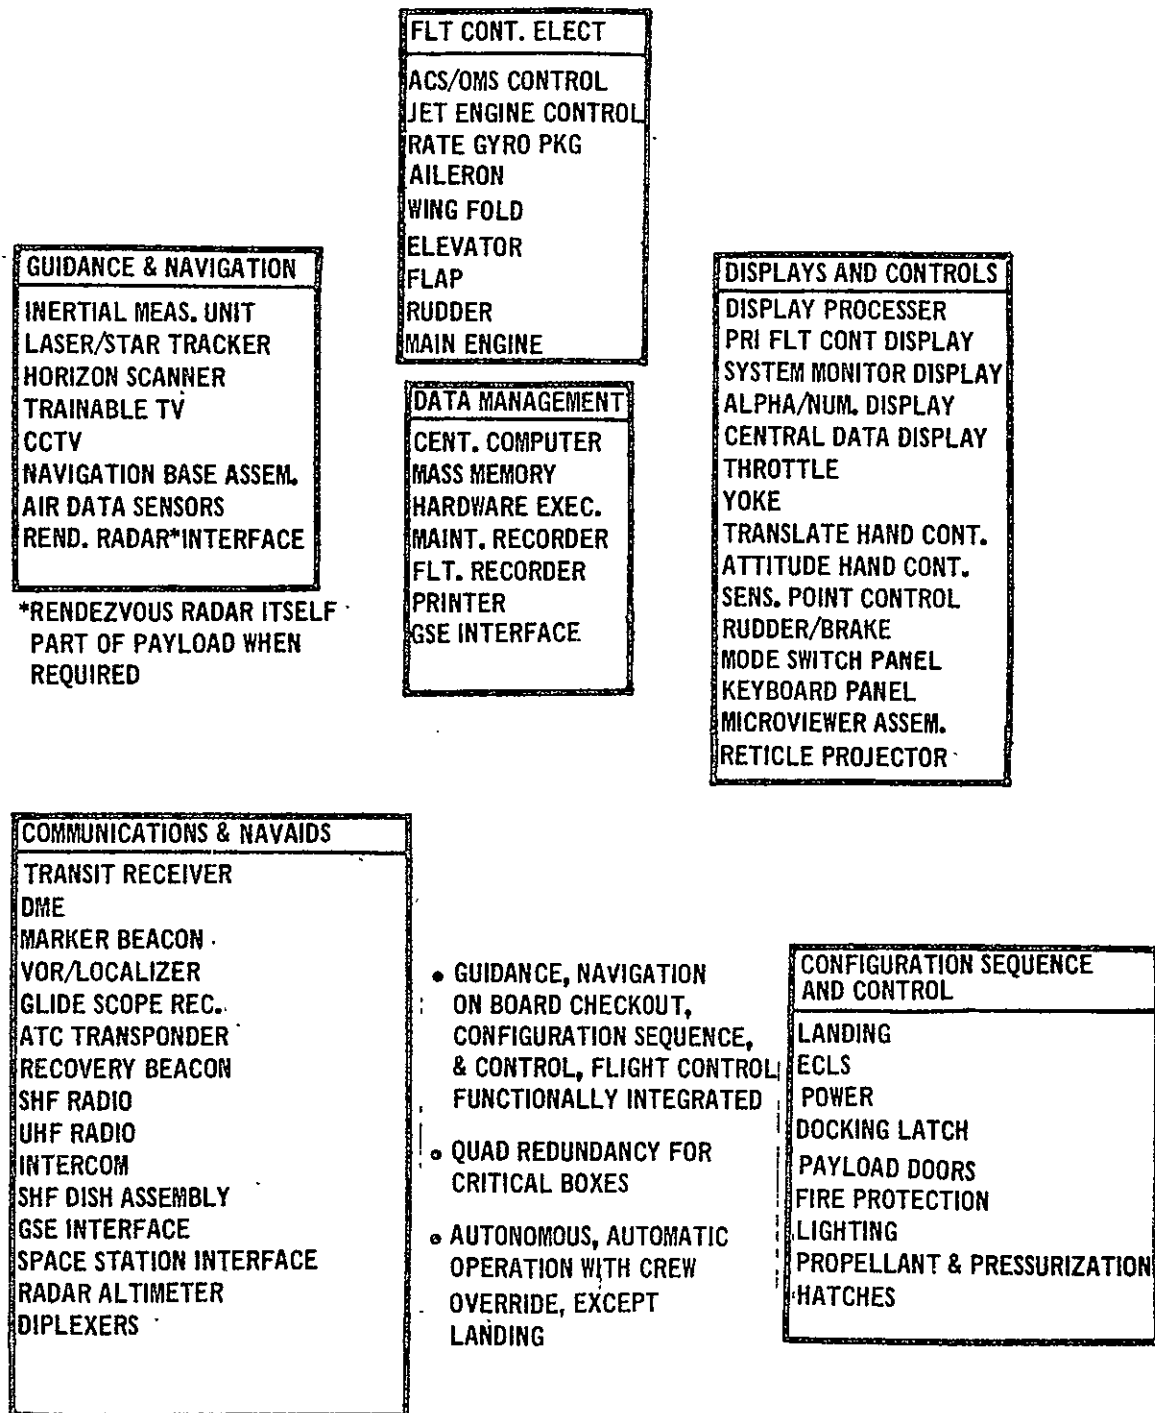 FLT CONT. ELECT
ACS/OMS CONTROL
JET ENGINE CONTROL
RATE GYRO PKG
AILERON
WING FOLD
ELEVATOR
FLAP
RUDDER
MAIN ENGINE
GUIDANCE & NAVIGATION
INERTIAL MEAS. UNIT
LASER/STAR TRACKER
HORIZON SCANNER
TRAINABLE TV
CCTV
NAVIGATION BASE ASSEM.
AIR DATA SENSORS
REND. RADAR*INTERFACE
*RENDEZVOUS RADAR ITSELF
PART OF PAYLOAD WHEN
REQUIRED
DATA MANAGEMENT
CENT. COMPUTER
MASS MEMORY
HARDWARE EXEC.
MAINT. RECORDER
FLT. RECORDER
PRINTER
GSE INTERFACE
DISPLAYS AND CONTROLS
DISPLAY PROCESSER
PRI FLT CONT DISPLAY
SYSTEM MONITOR DISPLAY
ALPHA/NUM. DISPLAY
CENTRAL DATA DISPLAY
THROTTLE
YOKE
TRANSLATE HAND CONT.
ATTITUDE HAND CONT.
SENS. POINT CONTROL
RUDDER/BRAKE
MODE SWITCH PANEL
KEYBOARD PANEL
MICROVIEWER ASSEM.
RETICLE PROJECTOR
COMMUNICATIONS & NAVAIDS
TRANSIT RECEIVER
DME
MARKER BEACON
VOR/LOCALIZER
GLIDE SCOPE REC.
ATC TRANSPONDER
RECOVERY BEACON
SHF RADIO
UHF RADIO
INTERCOM
SHF DISH ASSEMBLY
GSE INTERFACE
SPACE STATION INTERFACE
RADAR ALTIMETER
DIPLEXERS
• GUIDANCE, NAVIGATION
ON BOARD CHECKOUT,
CONFIGURATION SEQUENCE,
& CONTROL, FLIGHT CONTROL
FUNCTIONALLY INTEGRATED
• QUAD REDUNDANCY FOR
CRITICAL BOXES
• AUTONOMOUS, AUTOMATIC
OPERATION WITH CREW
OVERRIDE, EXCEPT
LANDING
CONFIGURATION SEQUENCE
AND CONTROL
LANDING
ECLS
POWER
DOCKING LATCH
PAYLOAD DOORS
FIRE PROTECTION
LIGHTING
PROPELLANT & PRESSURIZATION
HATCHES